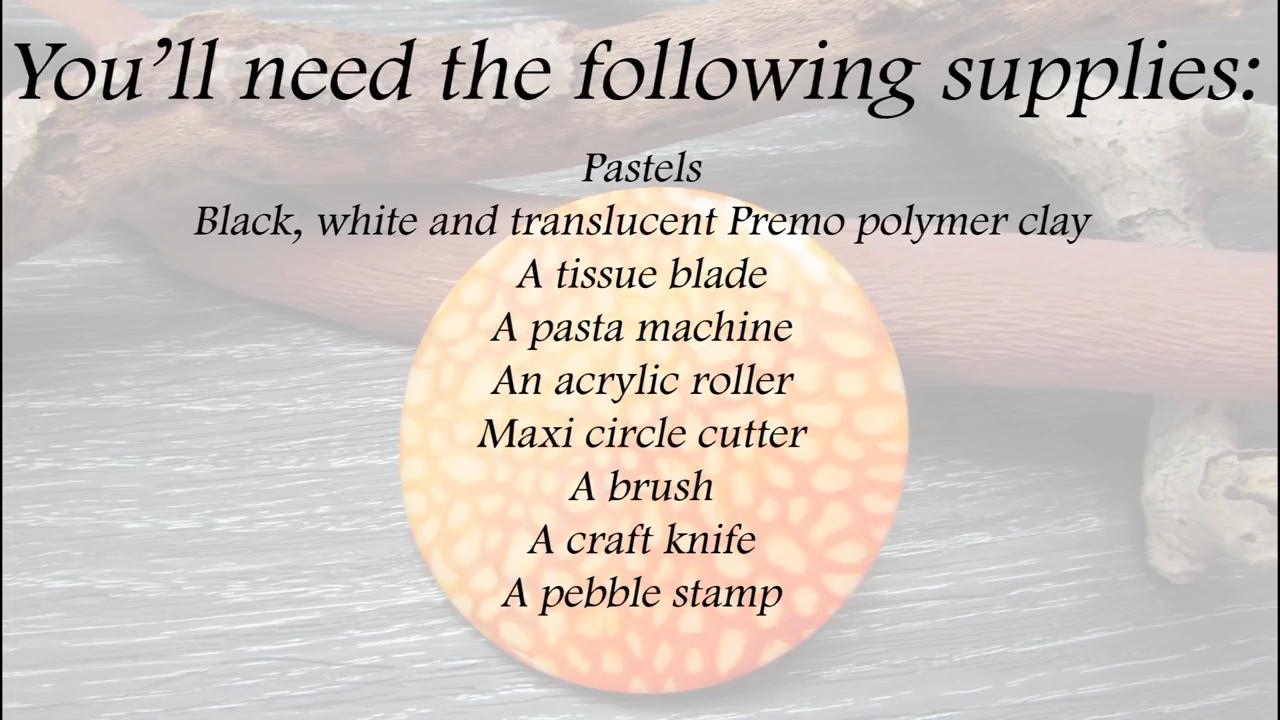 You’ll need the following supplies:
Pastels
Black, white and translucent Premo polymer clay
A tissue blade
A pasta machine
An acrylic roller
Maxi circle cutter
A brush
A craft knife
A pebble stamp